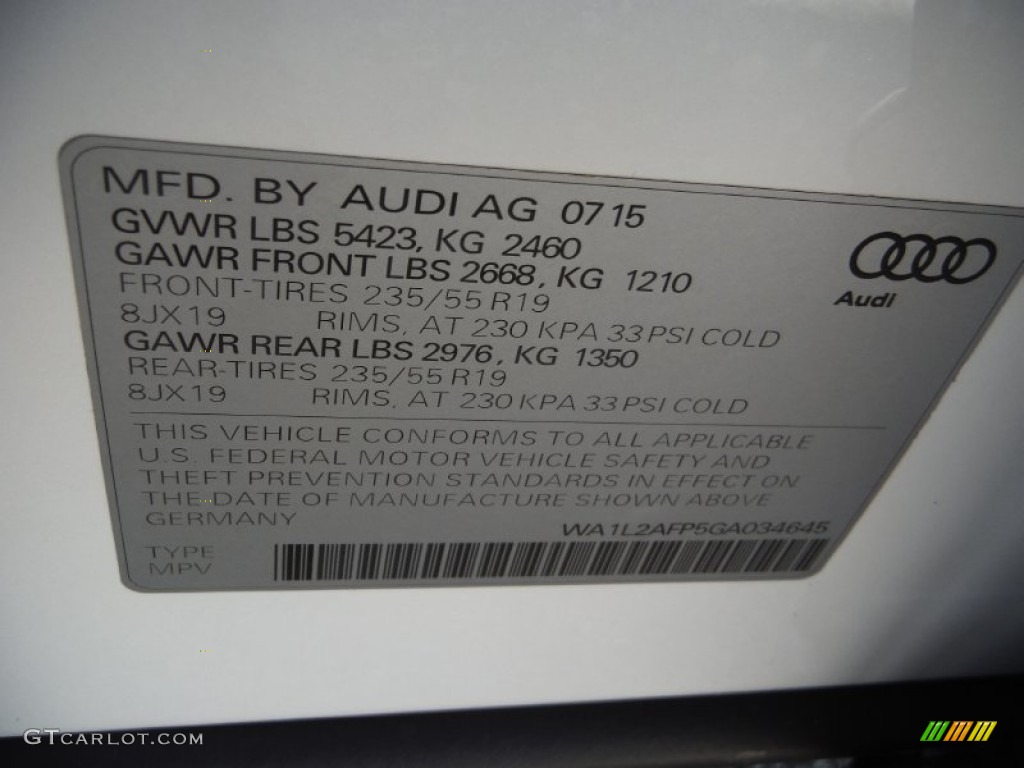 MFD. BY AUDI AG 07 15
GVWR LBS 5423, KG 2460
GAWR FRONT LBS 2668, KG 1210
FRONT-TIRES 235/55 R19
8JX19 RIMS, AT 230 KPA 33 PSI COLD
GAWR REAR LBS 2976, KG 1350
REAR-TIRES 235/55 R19
8JX19 RIMS, AT 230 KPA 33 PSI COLD
Audi
THIS VEHICLE CONFORMS TO ALL APPLICABLE
U.S. FEDERAL MOTOR VEHICLE SAFETY AND
THEFT PREVENTION STANDARDS IN EFFECT ON
THE DATE OF MANUFACTURE SHOWN ABOVE
GERMANY WA1L2AFP5GA034645
TYPE
MPV
GTCARLOT.COM